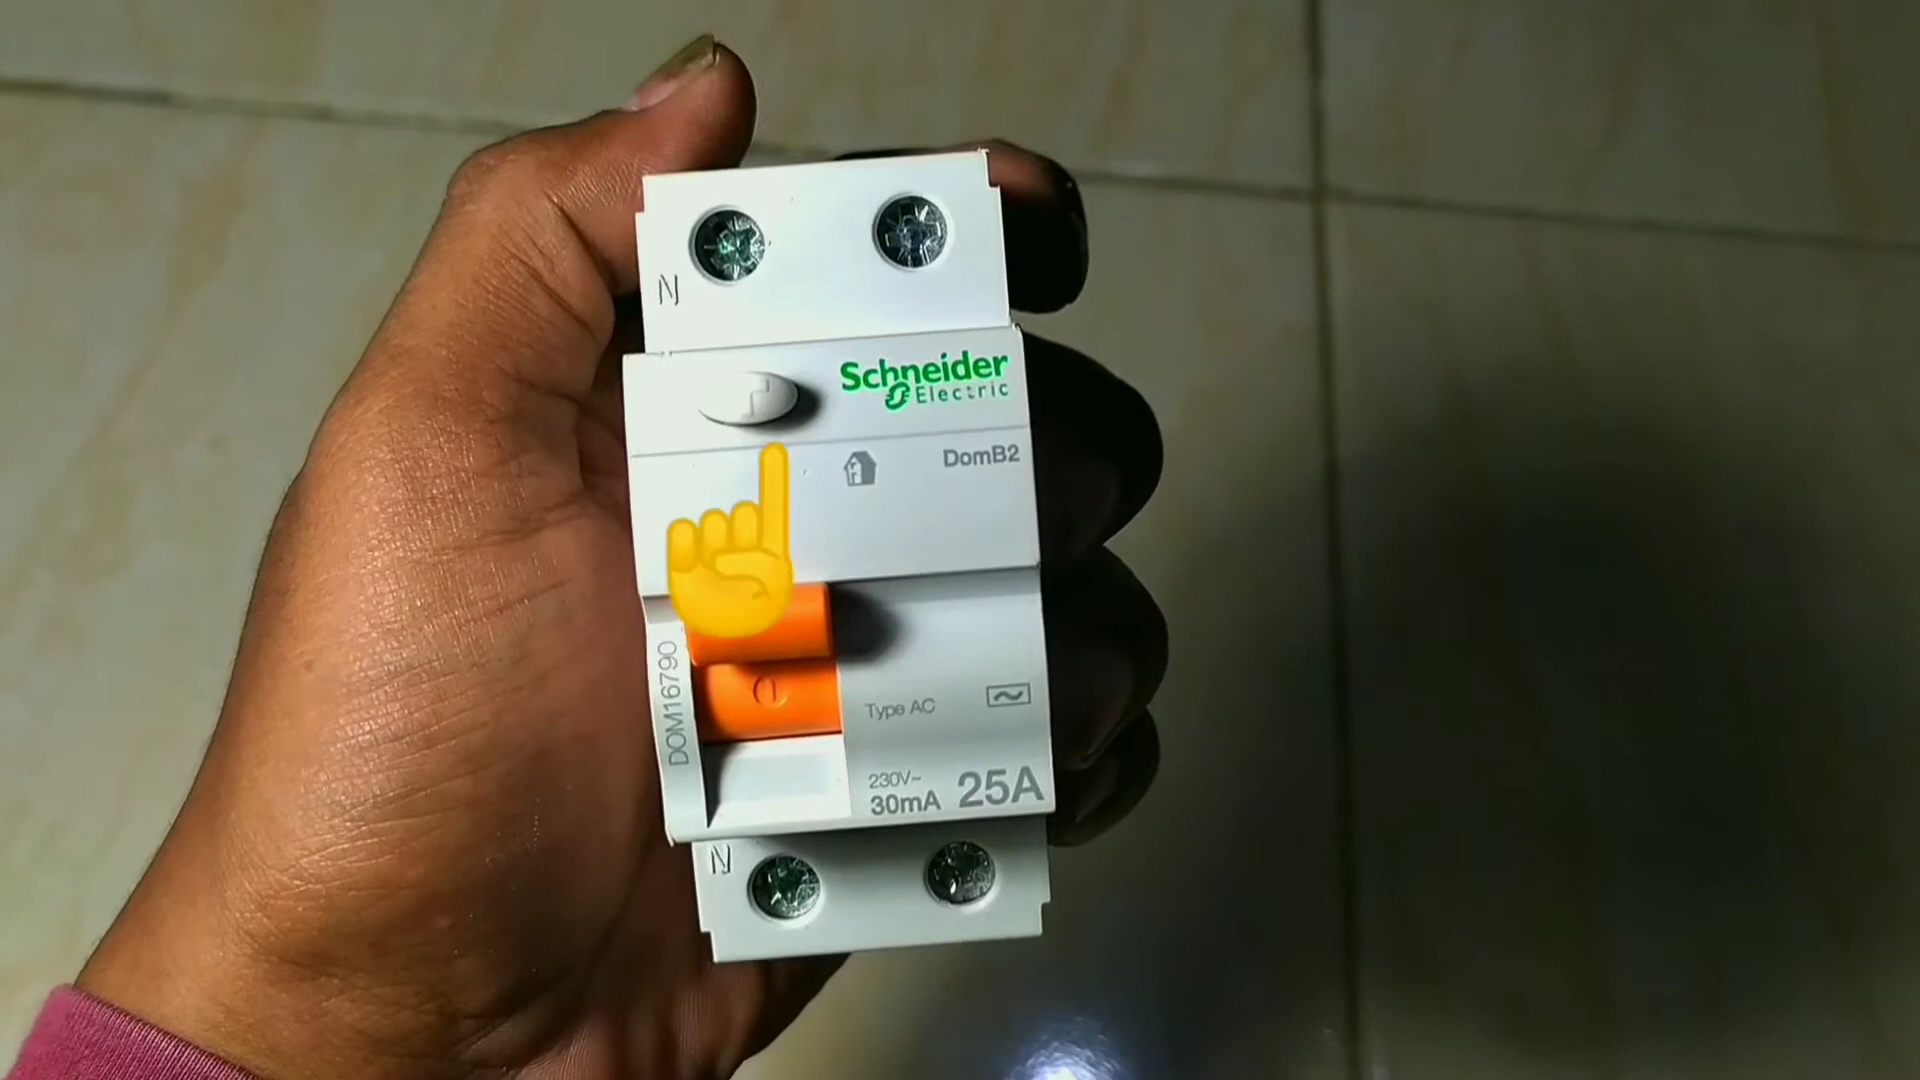 N
Schneider
Electric
DomB2
DOM16790
Type AC
230V~
30mA 25A
N